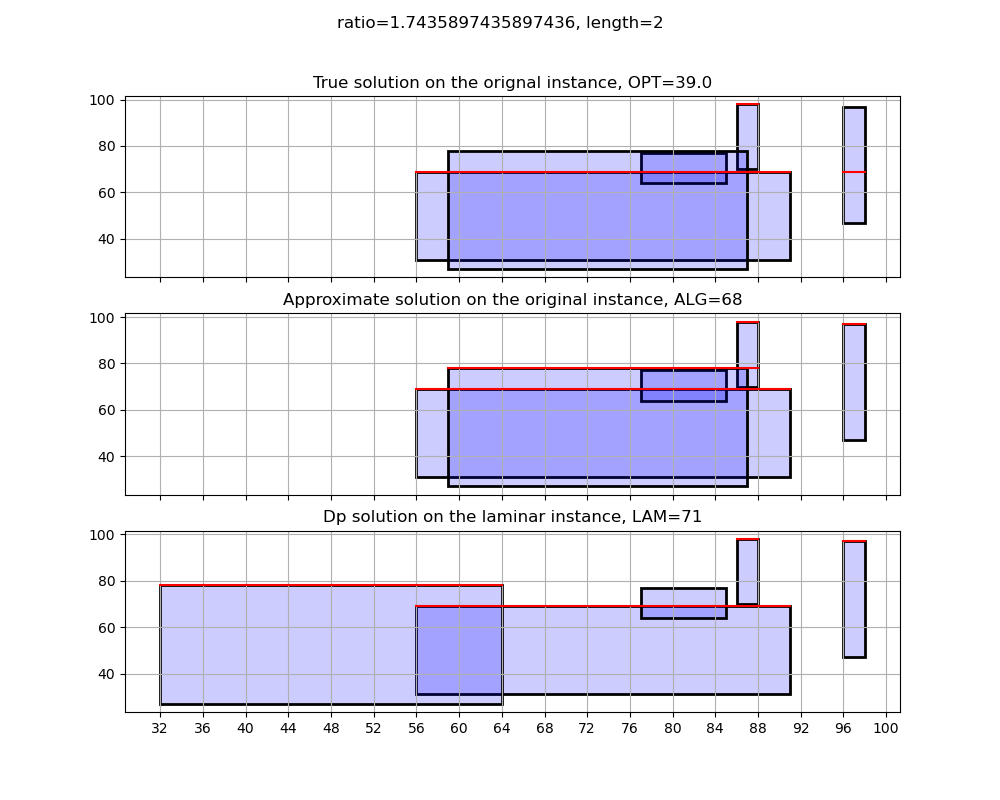 ratio=1.7435897435897436, length=2
True solution on the orignal instance, OPT=39.0
100
80
60
40
Approximate solution on the original instance, ALG=68
100
80
60
40
Dp solution on the laminar instance, LAM=71
100
80
60
40
32 36 40 44 48 52 56 60 64 68 72 76 80 84 88 92 96 100